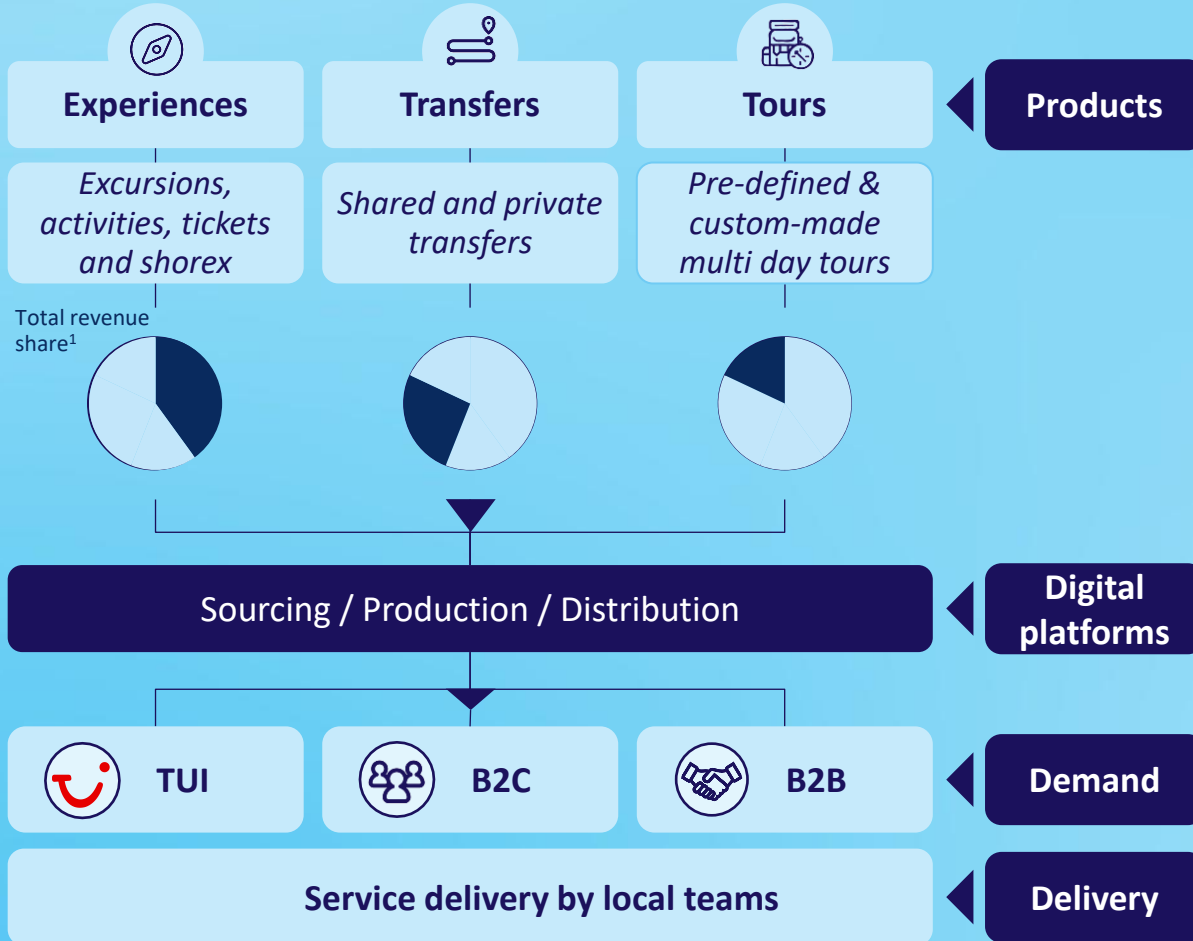 Experiences
Transfers
Tours
Products
Excursions,
activities, tickets
and shorex
Shared and private
transfers
Pre-defined &
custom-made
multi day tours
Total revenue
share¹
Sourcing / Production / Distribution
Digital
platforms
TUI
B2C
B2B
Demand
Service delivery by local teams
Delivery